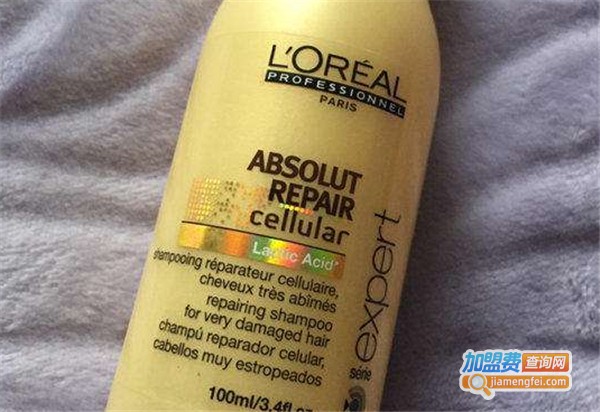 L'ORÉAL
PROFESSIONNEL
PARIS
ABSOLUT
REPAIR
cellular
Lactic Acid*
shampooing réparateur cellulaire,
cheveux très abîmés
repairing shampoo
for very damaged hair
champú reparador celular,
cabellos muy estropeados
100ml/3.4fl.oz
série
expert
加盟费查询网
jiamengfei.com